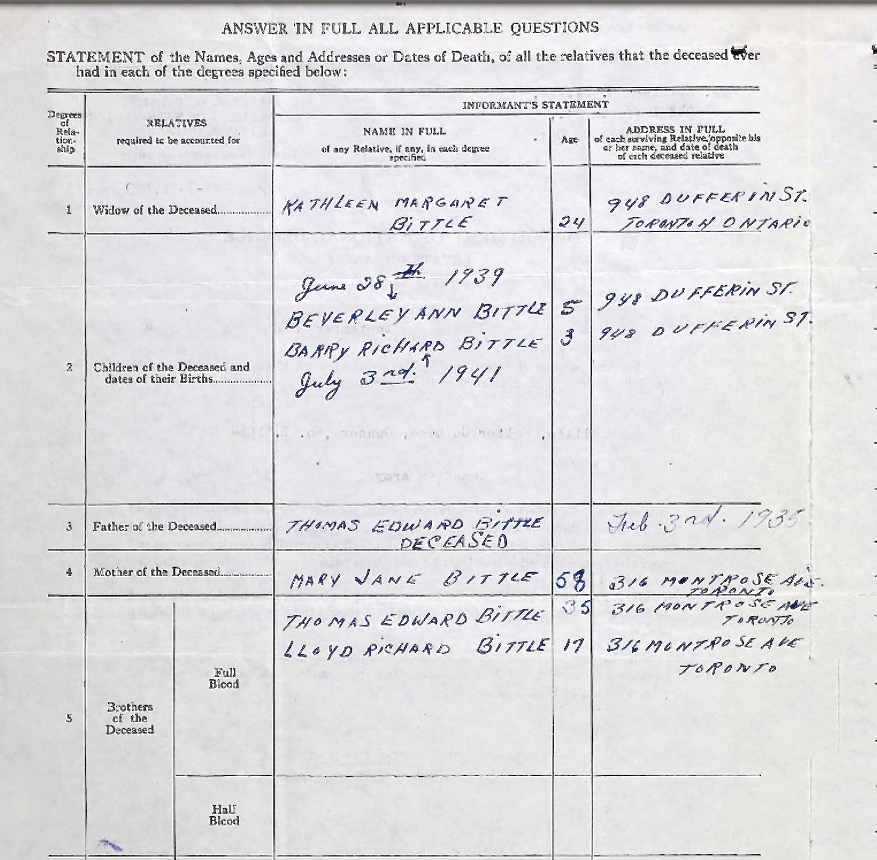 ANSWER IN FULL ALL APPLICABLE QUESTIONS
STATEMENT of the Names, Ages and Addresses or Dates of Death, of all the relatives that the deceased ever
had in each of the degrees specified below:
Degrees of Rela-tion-ship
RELATIVES
required to be accounted for
INFORMANT'S STATEMENT
NAME IN FULL
of any Relative, if any, in each degree
specified
Age
ADDRESS IN FULL
of each surviving Relative, opposite his
or her name, and date of death
of each deceased relative
1 Widow of the Deceased.................... KATHLEEN MARGARET 948 DUFFERIN ST.
BITTLE 24 TORONTO 4 ONTARIO
June 28th 1939
BEVERLEY ANN BITTLE 5 948 DUFFERIN ST.
BARRY RICHARD BITTLE 3 948 DUFFERIN ST.
2 Children of the Deceased and
dates of their Births....................
July 3rd. 1941
3 Father of the Deceased.................... THOMAS EDWARD BITTLE Feb. 3rd. 1935
DECEASED
4 Mother of the Deceased.................... MARY JANE BITTLE 58 316 MONTROSE AVE.
TORONTO
THOMAS EDWARD BITTLE 35 316 MONTROSE AVE
TORONTO
LLOYD RICHARD BITTLE 17 316 MONTROSE AVE
TORONTO
5 Brothers
of the
Deceased
Full
Blood
Half
Blood